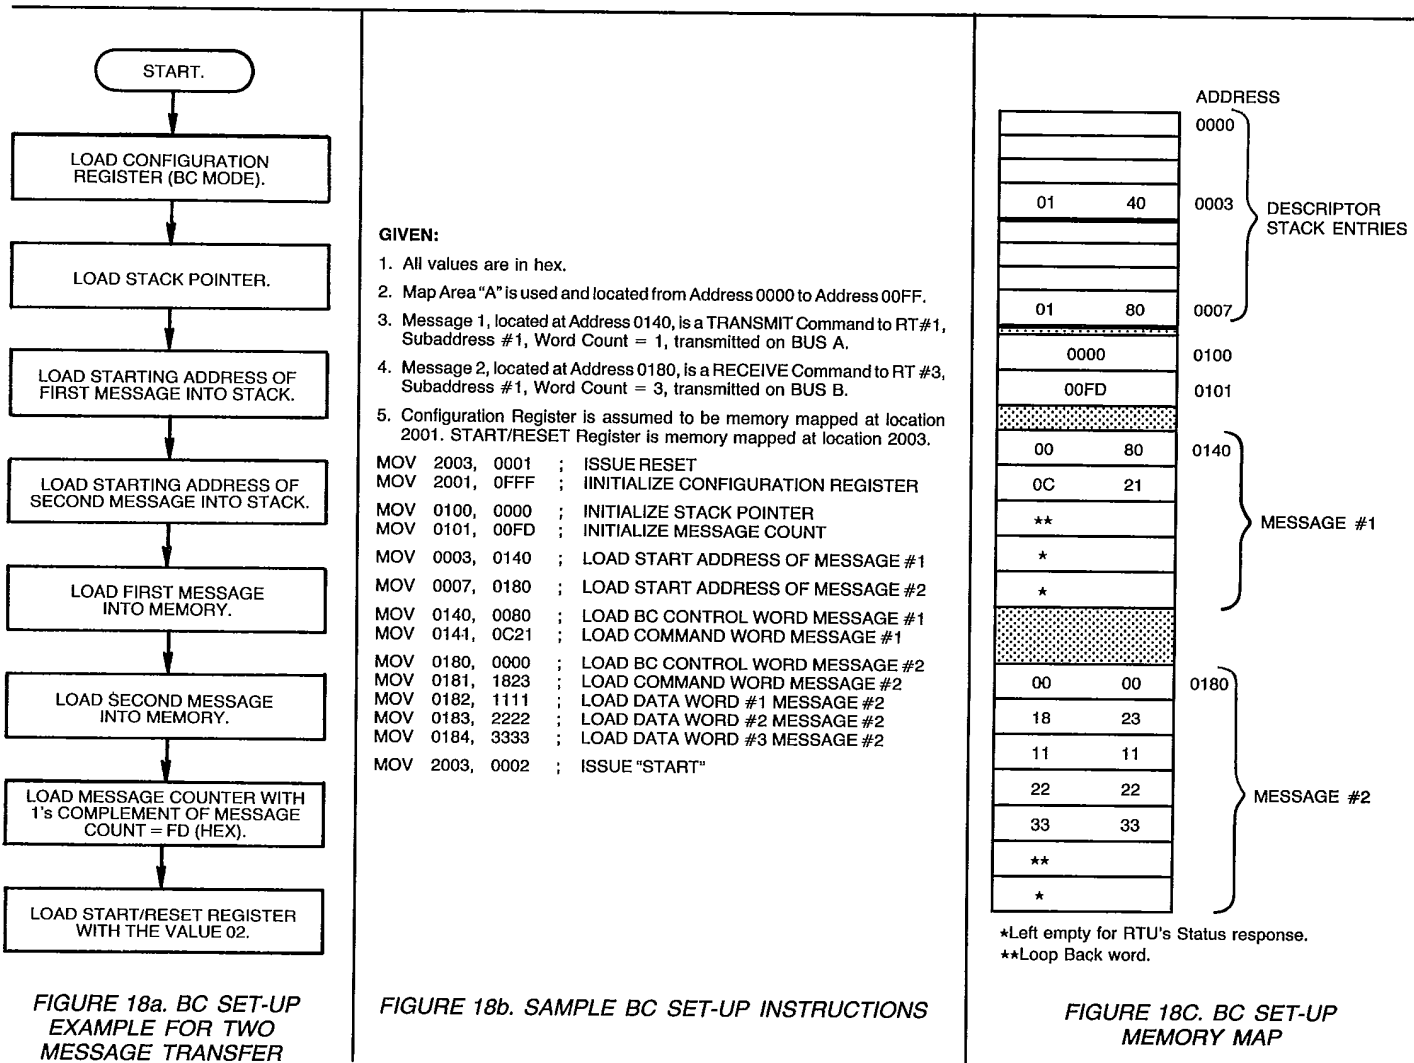 START.
LOAD CONFIGURATION
REGISTER (BC MODE).
LOAD STACK POINTER.
LOAD STARTING ADDRESS OF
FIRST MESSAGE INTO STACK.
LOAD STARTING ADDRESS OF
SECOND MESSAGE INTO STACK.
LOAD FIRST MESSAGE
INTO MEMORY.
LOAD SECOND MESSAGE
INTO MEMORY.
LOAD MESSAGE COUNTER WITH
1's COMPLEMENT OF MESSAGE
COUNT = FD (HEX).
LOAD START/RESET REGISTER
WITH THE VALUE 02.
FIGURE 18a. BC SET-UP
EXAMPLE FOR TWO
MESSAGE TRANSFER
GIVEN:
1. All values are in hex.
2. Map Area "A" is used and located from Address 0000 to Address 00FF.
3. Message 1, located at Address 0140, is a TRANSMIT Command to RT#1,
Subaddress #1, Word Count = 1, transmitted on BUS A.
4. Message 2, located at Address 0180, is a RECEIVE Command to RT #3,
Subaddress #1, Word Count = 3, transmitted on BUS B.
5. Configuration Register is assumed to be memory mapped at location
2001. START/RESET Register is memory mapped at location 2003.
MOV 2003, 0001 ; ISSUE RESET
MOV 2001, 0FFF ; IINITIALIZE CONFIGURATION REGISTER
MOV 0100, 0000 ; INITIALIZE STACK POINTER
MOV 0101, 00FD ; INITIALIZE MESSAGE COUNT
MOV 0003, 0140 ; LOAD START ADDRESS OF MESSAGE #1
MOV 0007, 0180 ; LOAD START ADDRESS OF MESSAGE #2
MOV 0140, 0080 ; LOAD BC CONTROL WORD MESSAGE #1
MOV 0141, 0C21 ; LOAD COMMAND WORD MESSAGE #1
MOV 0180, 0000 ; LOAD BC CONTROL WORD MESSAGE #2
MOV 0181, 1823 ; LOAD COMMAND WORD MESSAGE #2
MOV 0182, 1111 ; LOAD DATA WORD #1 MESSAGE #2
MOV 0183, 2222 ; LOAD DATA WORD #2 MESSAGE #2
MOV 0184, 3333 ; LOAD DATA WORD #3 MESSAGE #2
MOV 2003, 0002 ; ISSUE "START"
FIGURE 18b. SAMPLE BC SET-UP INSTRUCTIONS
ADDRESS
0000
01 40 0003
DESCRIPTOR
STACK ENTRIES
01 80 0007
0000 0100
00FD 0101
00 80 0140
0C 21
**
MESSAGE #1
*
*
00 00 0180
18 23
11 11
22 22
MESSAGE #2
33 33
**
*
*Left empty for RTU's Status response.
**Loop Back word.
FIGURE 18C. BC SET-UP
MEMORY MAP